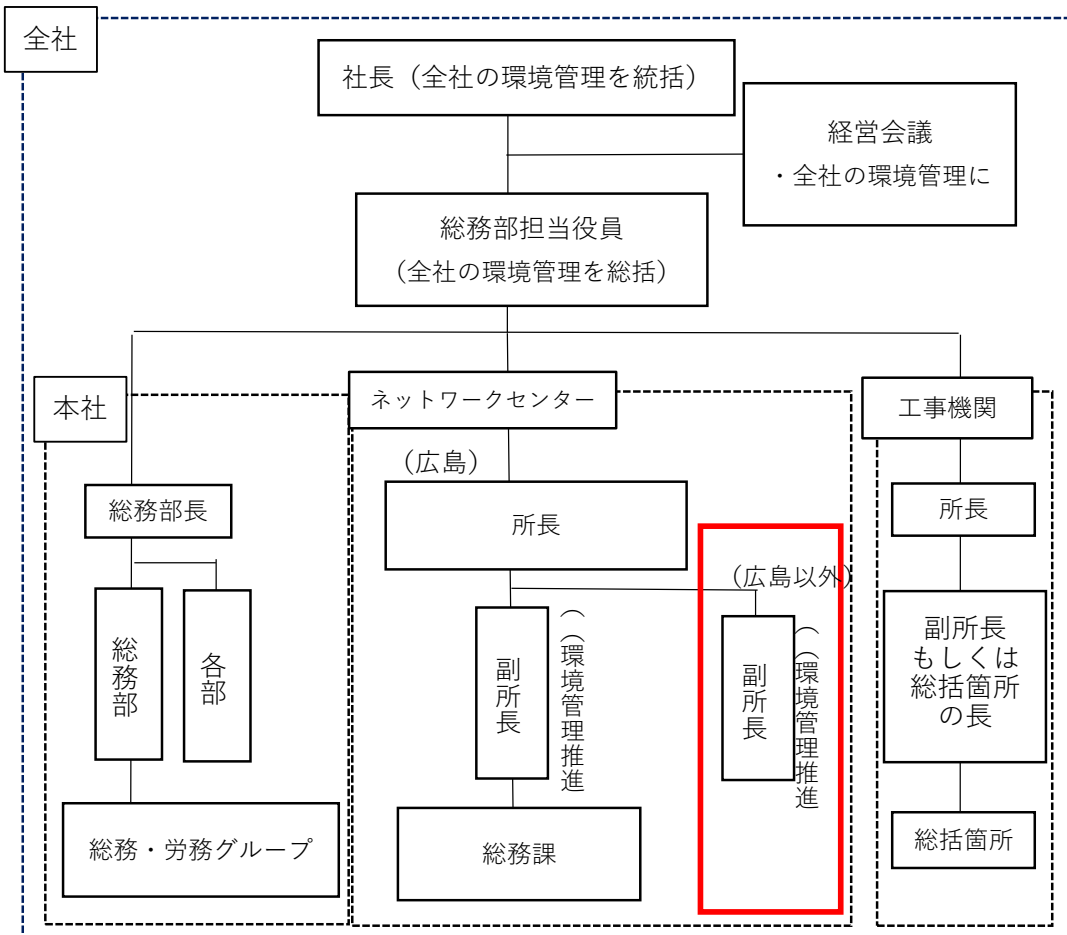 全社
社長（全社の環境管理を統括）
経営会議
・全社の環境管理に
総務部担当役員
（全社の環境管理を総括）
本社
ネットワークセンター
工事機関
総務部長
総務部
各部
総務・労務グループ
（広島）
所長
副所長
（（環境管理推進
総務課
（広島以外）
副所長
（（環境管理推進
所長
副所長
もしくは
総括箇所
の長
総括箇所